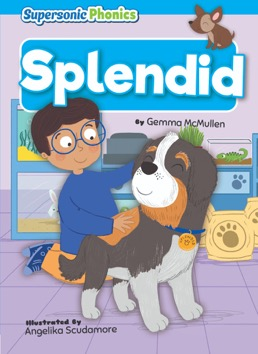 Supersonic Phonics
Splendid
By Gemma McMullen
Illustrated By
Angelika Scudamore